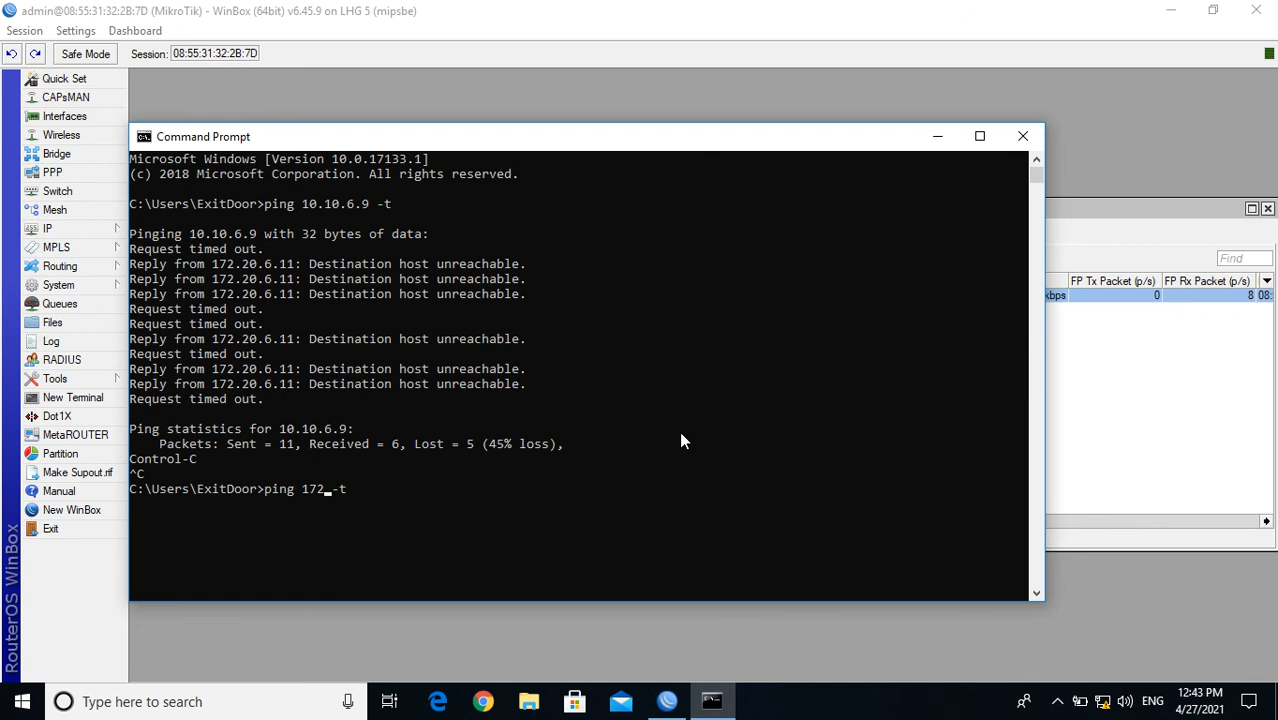 admin@08:55:31:32:2B:7D (MikroTik) - WinBox (64bit) v6.45.9 on LHG 5 (mipsbe)
Session Settings Dashboard
Safe Mode Session: 08:55:31:32:2B:7D
Quick Set
CAPsMAN
Interfaces
Wireless
Bridge
PPP
Switch
Mesh
IP
MPLS
Routing
System
Queues
Files
Log
RADIUS
Tools
New Terminal
Dot1X
MetaROUTER
Partition
Make Supout.rif
Manual
New WinBox
Exit
RouterOS WinBox
Command Prompt
Microsoft Windows [Version 10.0.17133.1]
(c) 2018 Microsoft Corporation. All rights reserved.
C:\Users\ExitDoor>ping 10.10.6.9 -t
Pinging 10.10.6.9 with 32 bytes of data:
Request timed out.
Reply from 172.20.6.11: Destination host unreachable.
Reply from 172.20.6.11: Destination host unreachable.
Reply from 172.20.6.11: Destination host unreachable.
Request timed out.
Request timed out.
Reply from 172.20.6.11: Destination host unreachable.
Request timed out.
Reply from 172.20.6.11: Destination host unreachable.
Reply from 172.20.6.11: Destination host unreachable.
Request timed out.
Ping statistics for 10.10.6.9:
Packets: Sent = 11, Received = 6, Lost = 5 (45% loss),
Control-C
^C
C:\Users\ExitDoor>ping 172 -t
Find
FP Tx Packet (p/s) FP Rx Packet (p/s)
kbps 0 8 08:
Type here to search
ENG
12:43 PM
4/27/2021